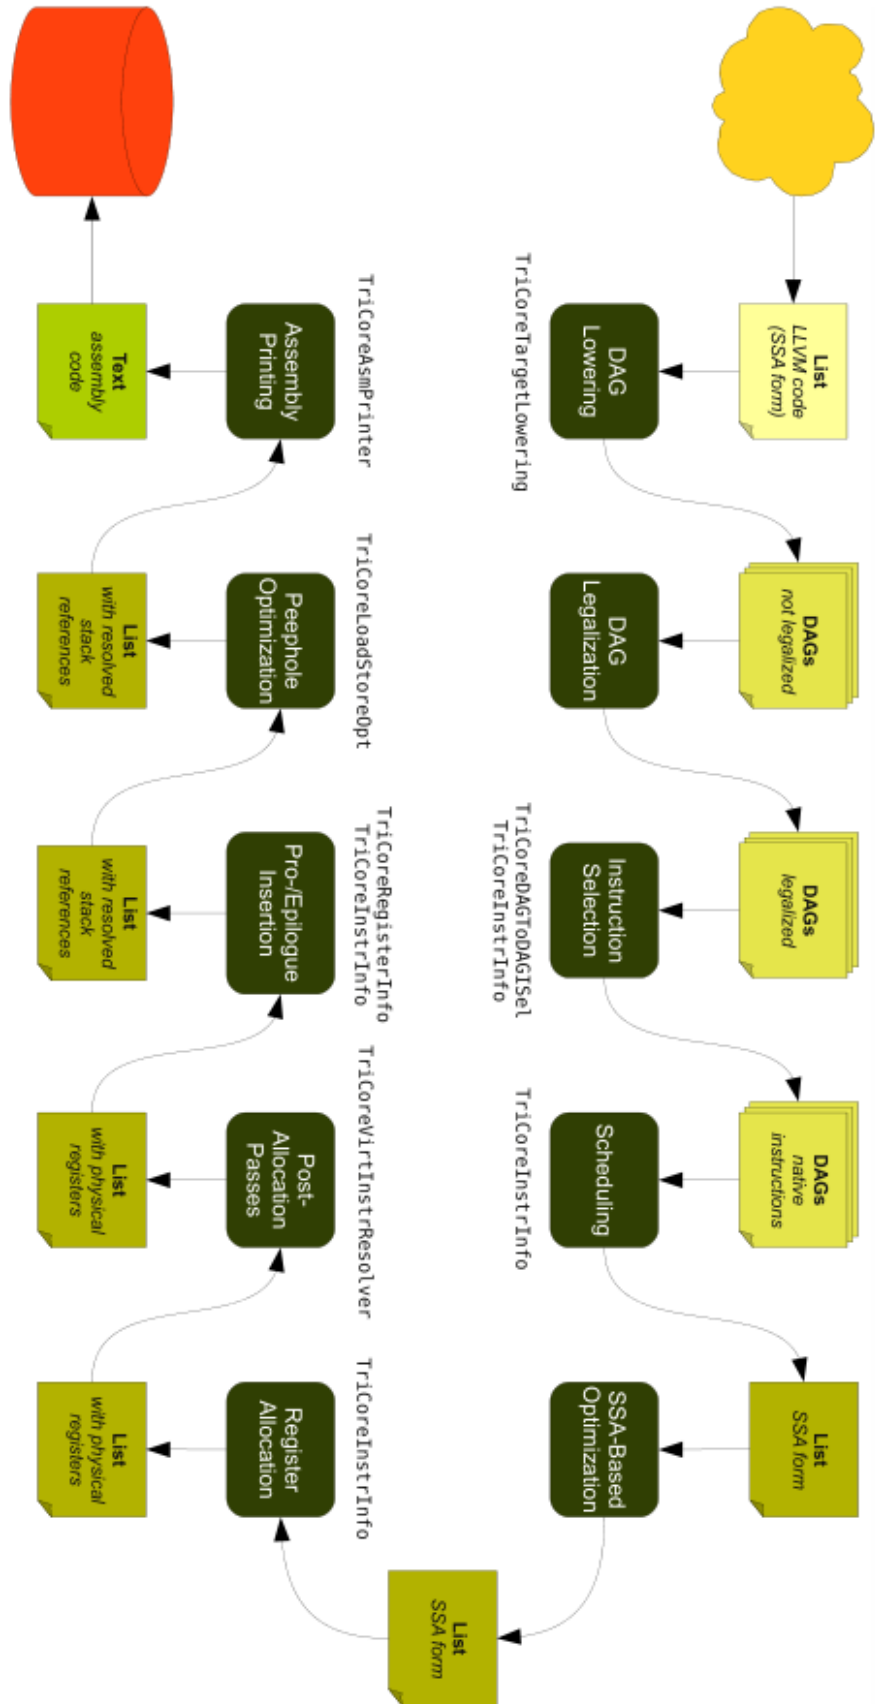 List
LLVM code
(SSA form)
DAG
Lowering
TriCoreTargetLowering
DAGs
not legalized
DAG
Legalization
DAGs
legalized
Instruction
Selection
TriCoreDAGToDAGISel
TriCoreInstrInfo
DAGs
native
instructions
Scheduling
TriCoreInstrInfo
List
SSA form
SSA-Based
Optimization
List
SSA form
TriCoreInstrInfo
Register
Allocation
List
with physical
registers
TriCoreVirtInstrResolver
Post-
Allocation
Passes
List
with physical
registers
TriCoreRegisterInfo
TriCoreInstrInfo
Pro-/Epilogue
Insertion
List
with resolved
stack
references
TriCoreLoadStoreOpt
Peephole
Optimization
List
with resolved
stack
references
TriCoreAsmPrinter
Assembly
Printing
Text
assembly
code